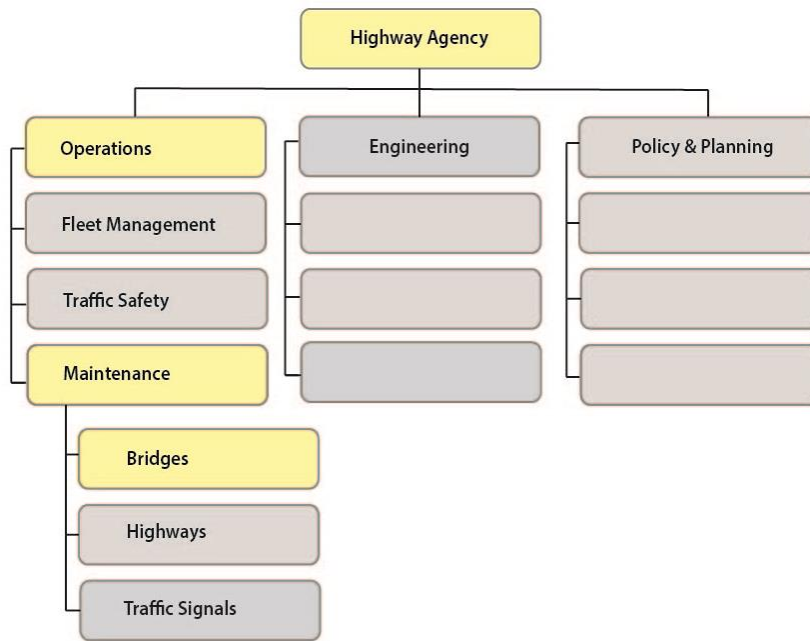 Highway Agency
Operations
Engineering
Policy & Planning
Fleet Management
Traffic Safety
Maintenance
Bridges
Highways
Traffic Signals